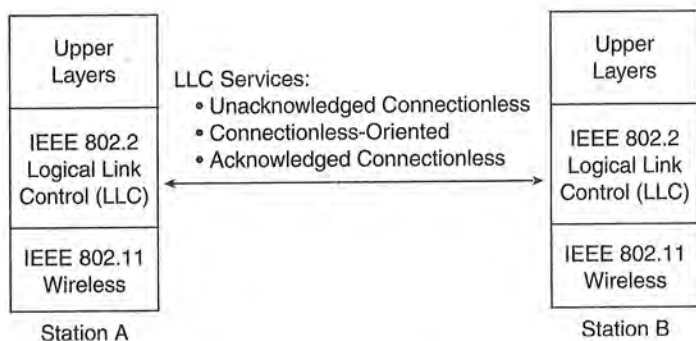 Upper
Layers
IEEE 802.2
Logical Link
Control (LLC)
IEEE 802.11
Wireless
Station A
LLC Services:
• Unacknowledged Connectionless
• Connectionless-Oriented
• Acknowledged Connectionless
Upper
Layers
IEEE 802.2
Logical Link
Control (LLC)
IEEE 802.11
Wireless
Station B